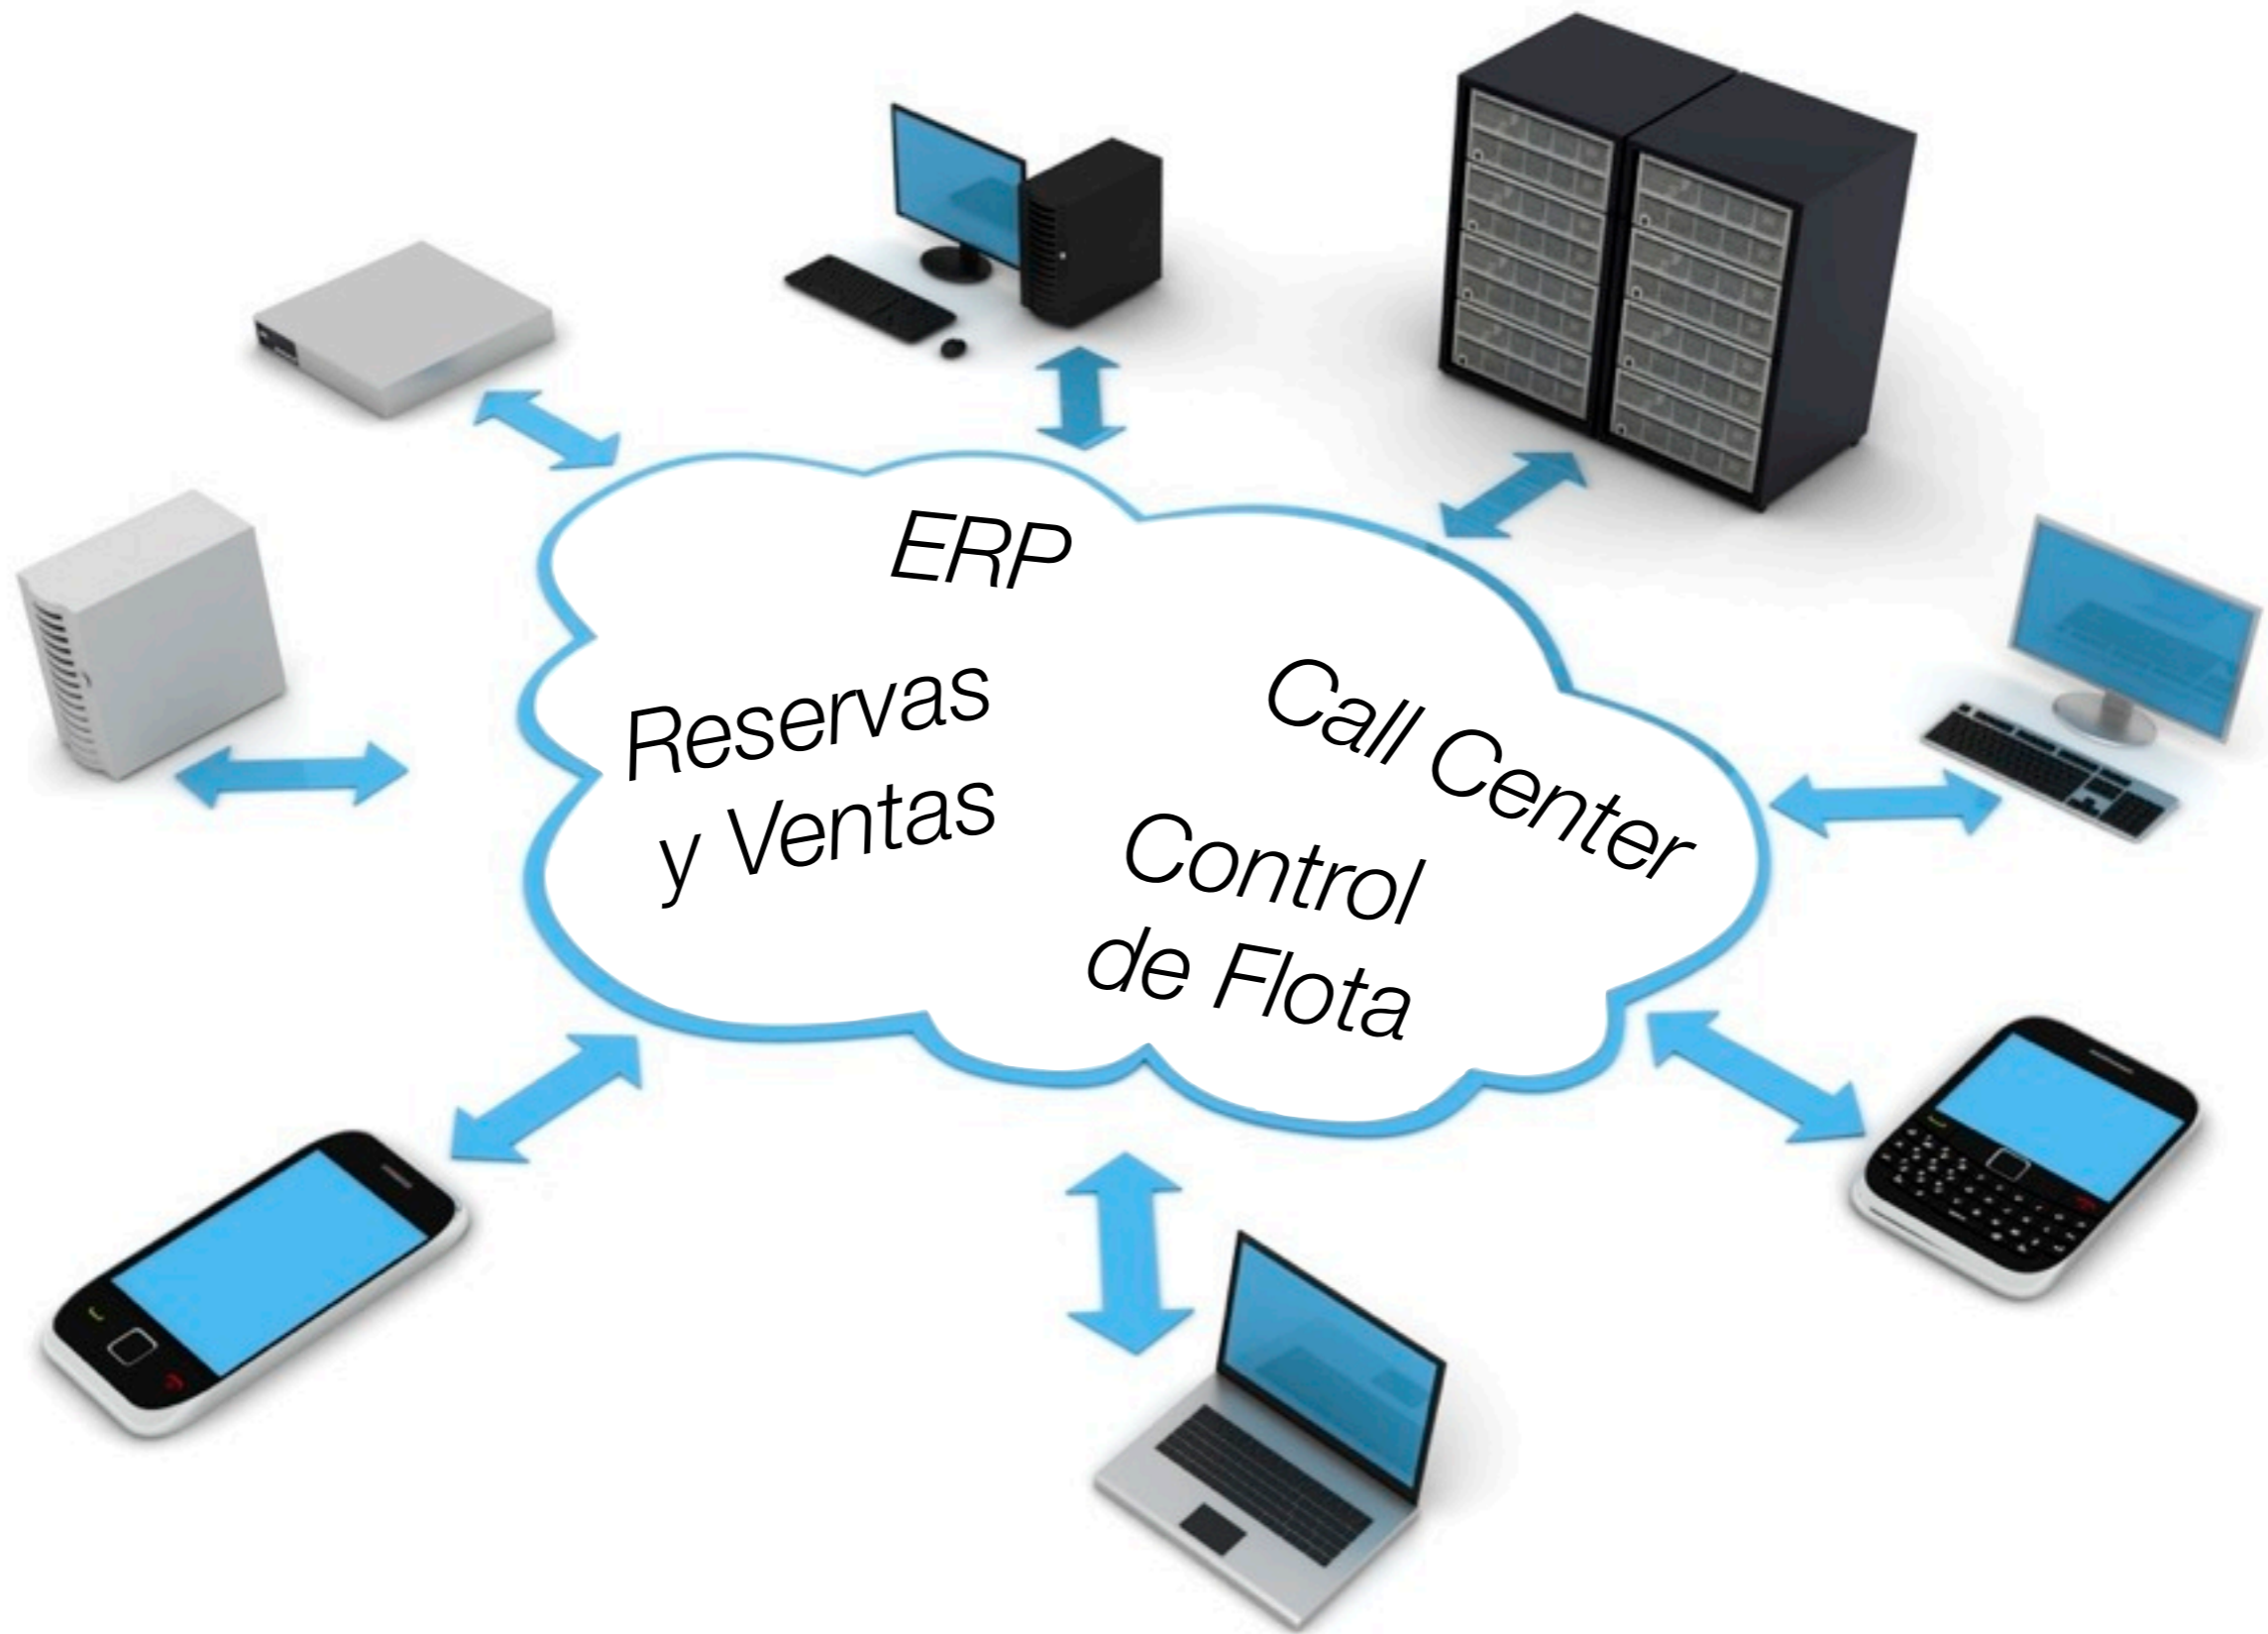 ERP
Reservas
y Ventas
Call Center
Control
de Flota